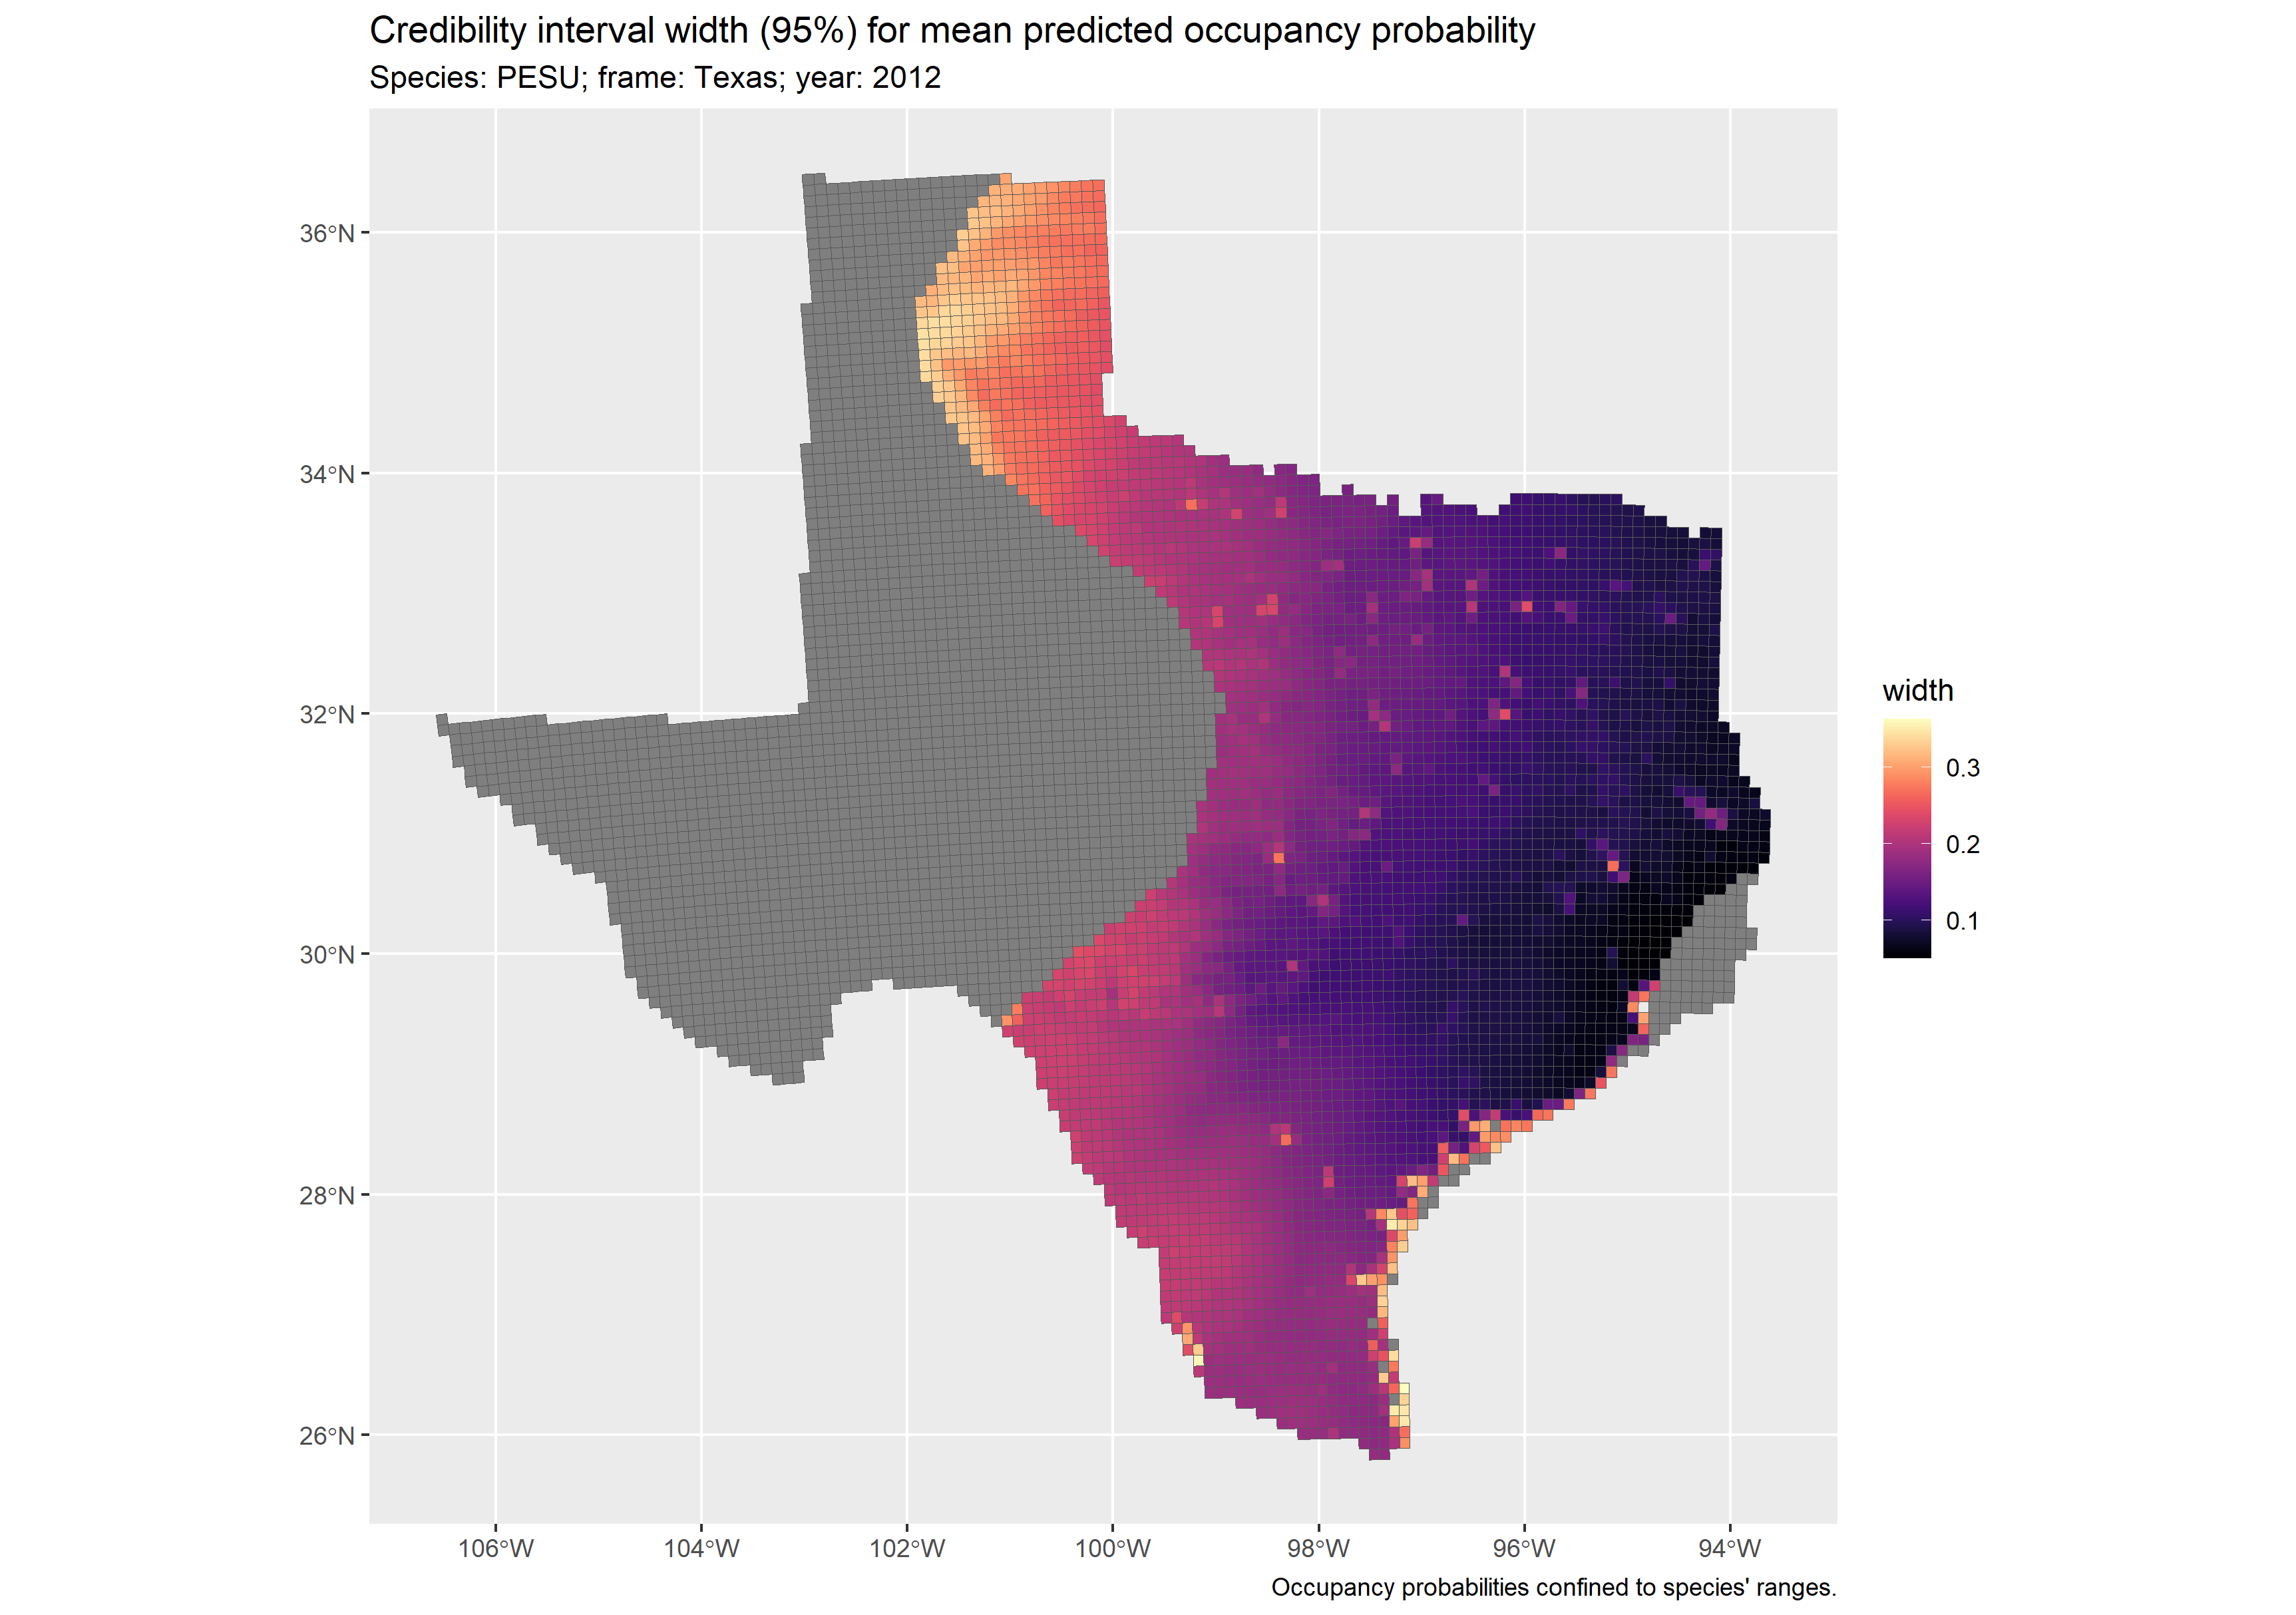 Credibility interval width (95%) for mean predicted occupancy probability
Species: PESU; frame: Texas; year: 2012
36°N
34°N
32°N
30°N
28°N
26°N
106°W
104°W
102°W
100°W
98°W
96°W
94°W
width
0.3
0.2
0.1
Occupancy probabilities confined to species' ranges.